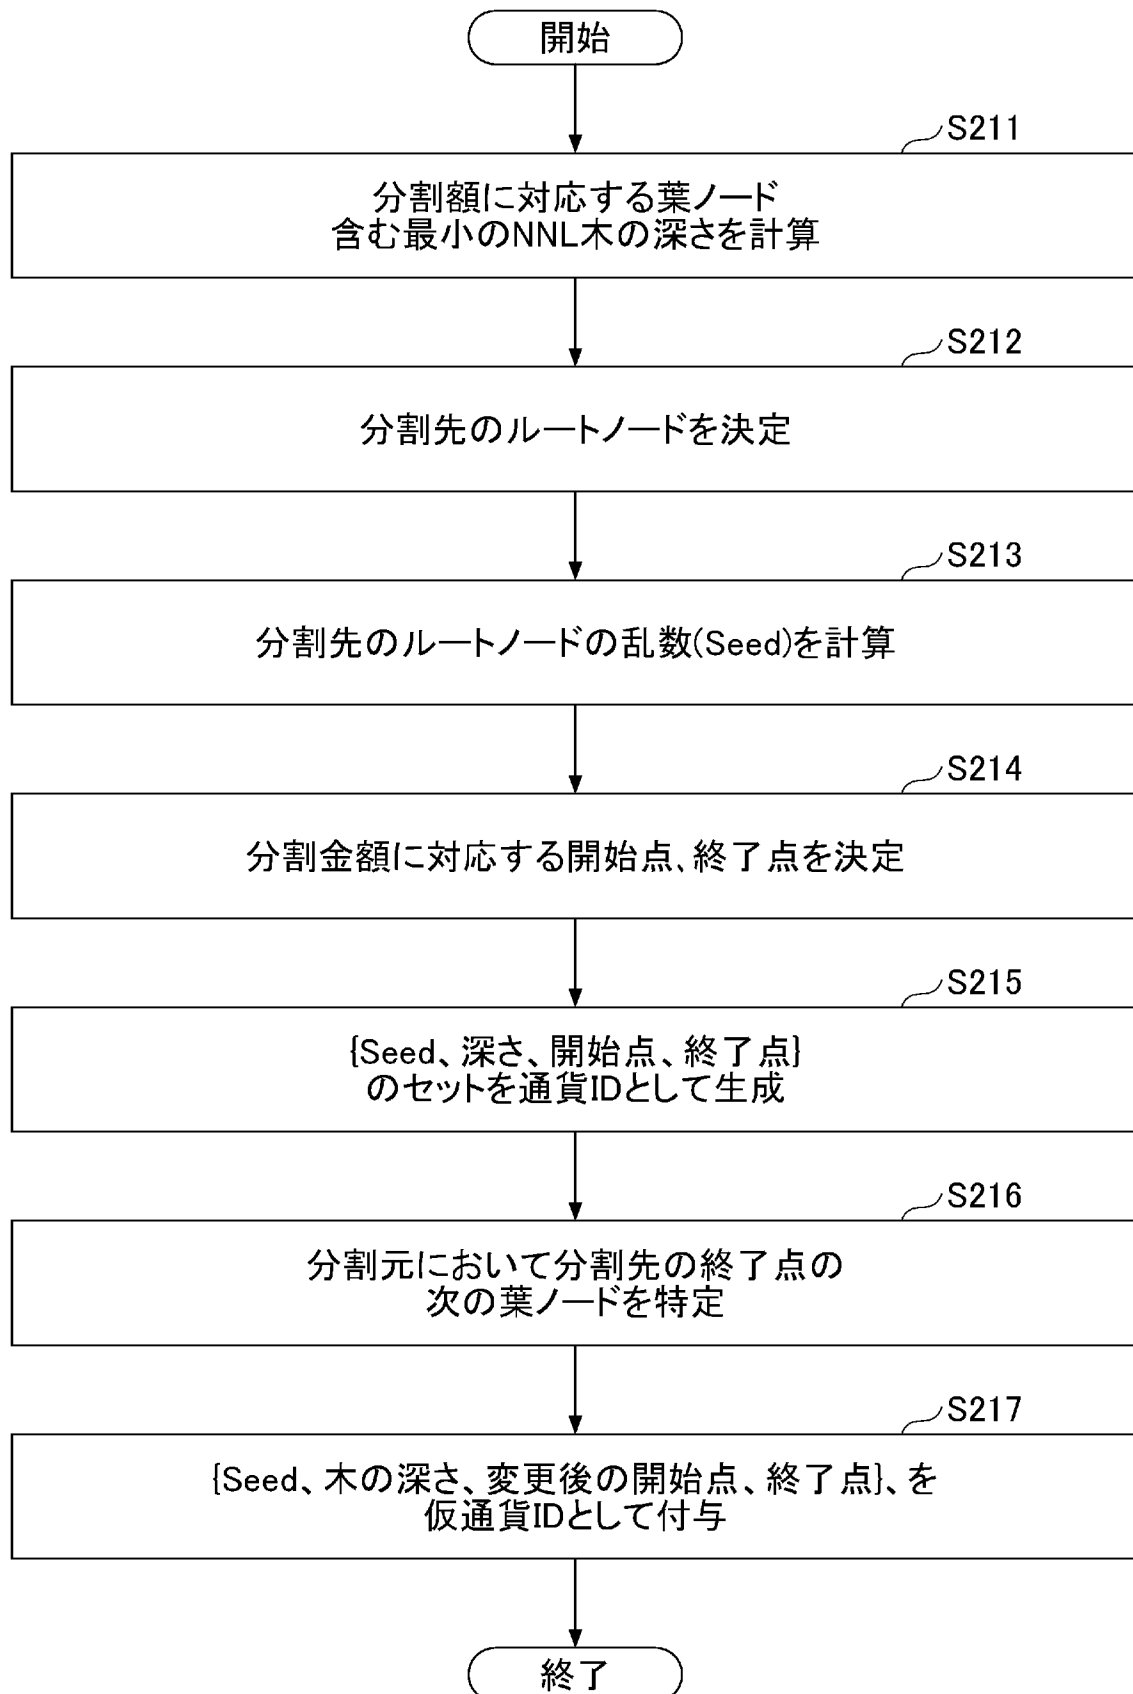 開始
S211
分割額に対応する葉ノード
含む最小のNNL木の深さを計算
S212
分割先のルートノードを決定
S213
分割先のルートノードの乱数(Seed)を計算
S214
分割金額に対応する開始点、終了点を決定
S215
{Seed、深さ、開始点、終了点}
のセットを通貨IDとして生成
S216
分割元において分割先の終了点の
次の葉ノードを特定
S217
{Seed、木の深さ、変更後の開始点、終了点}、を
仮通貨IDとして付与
終了